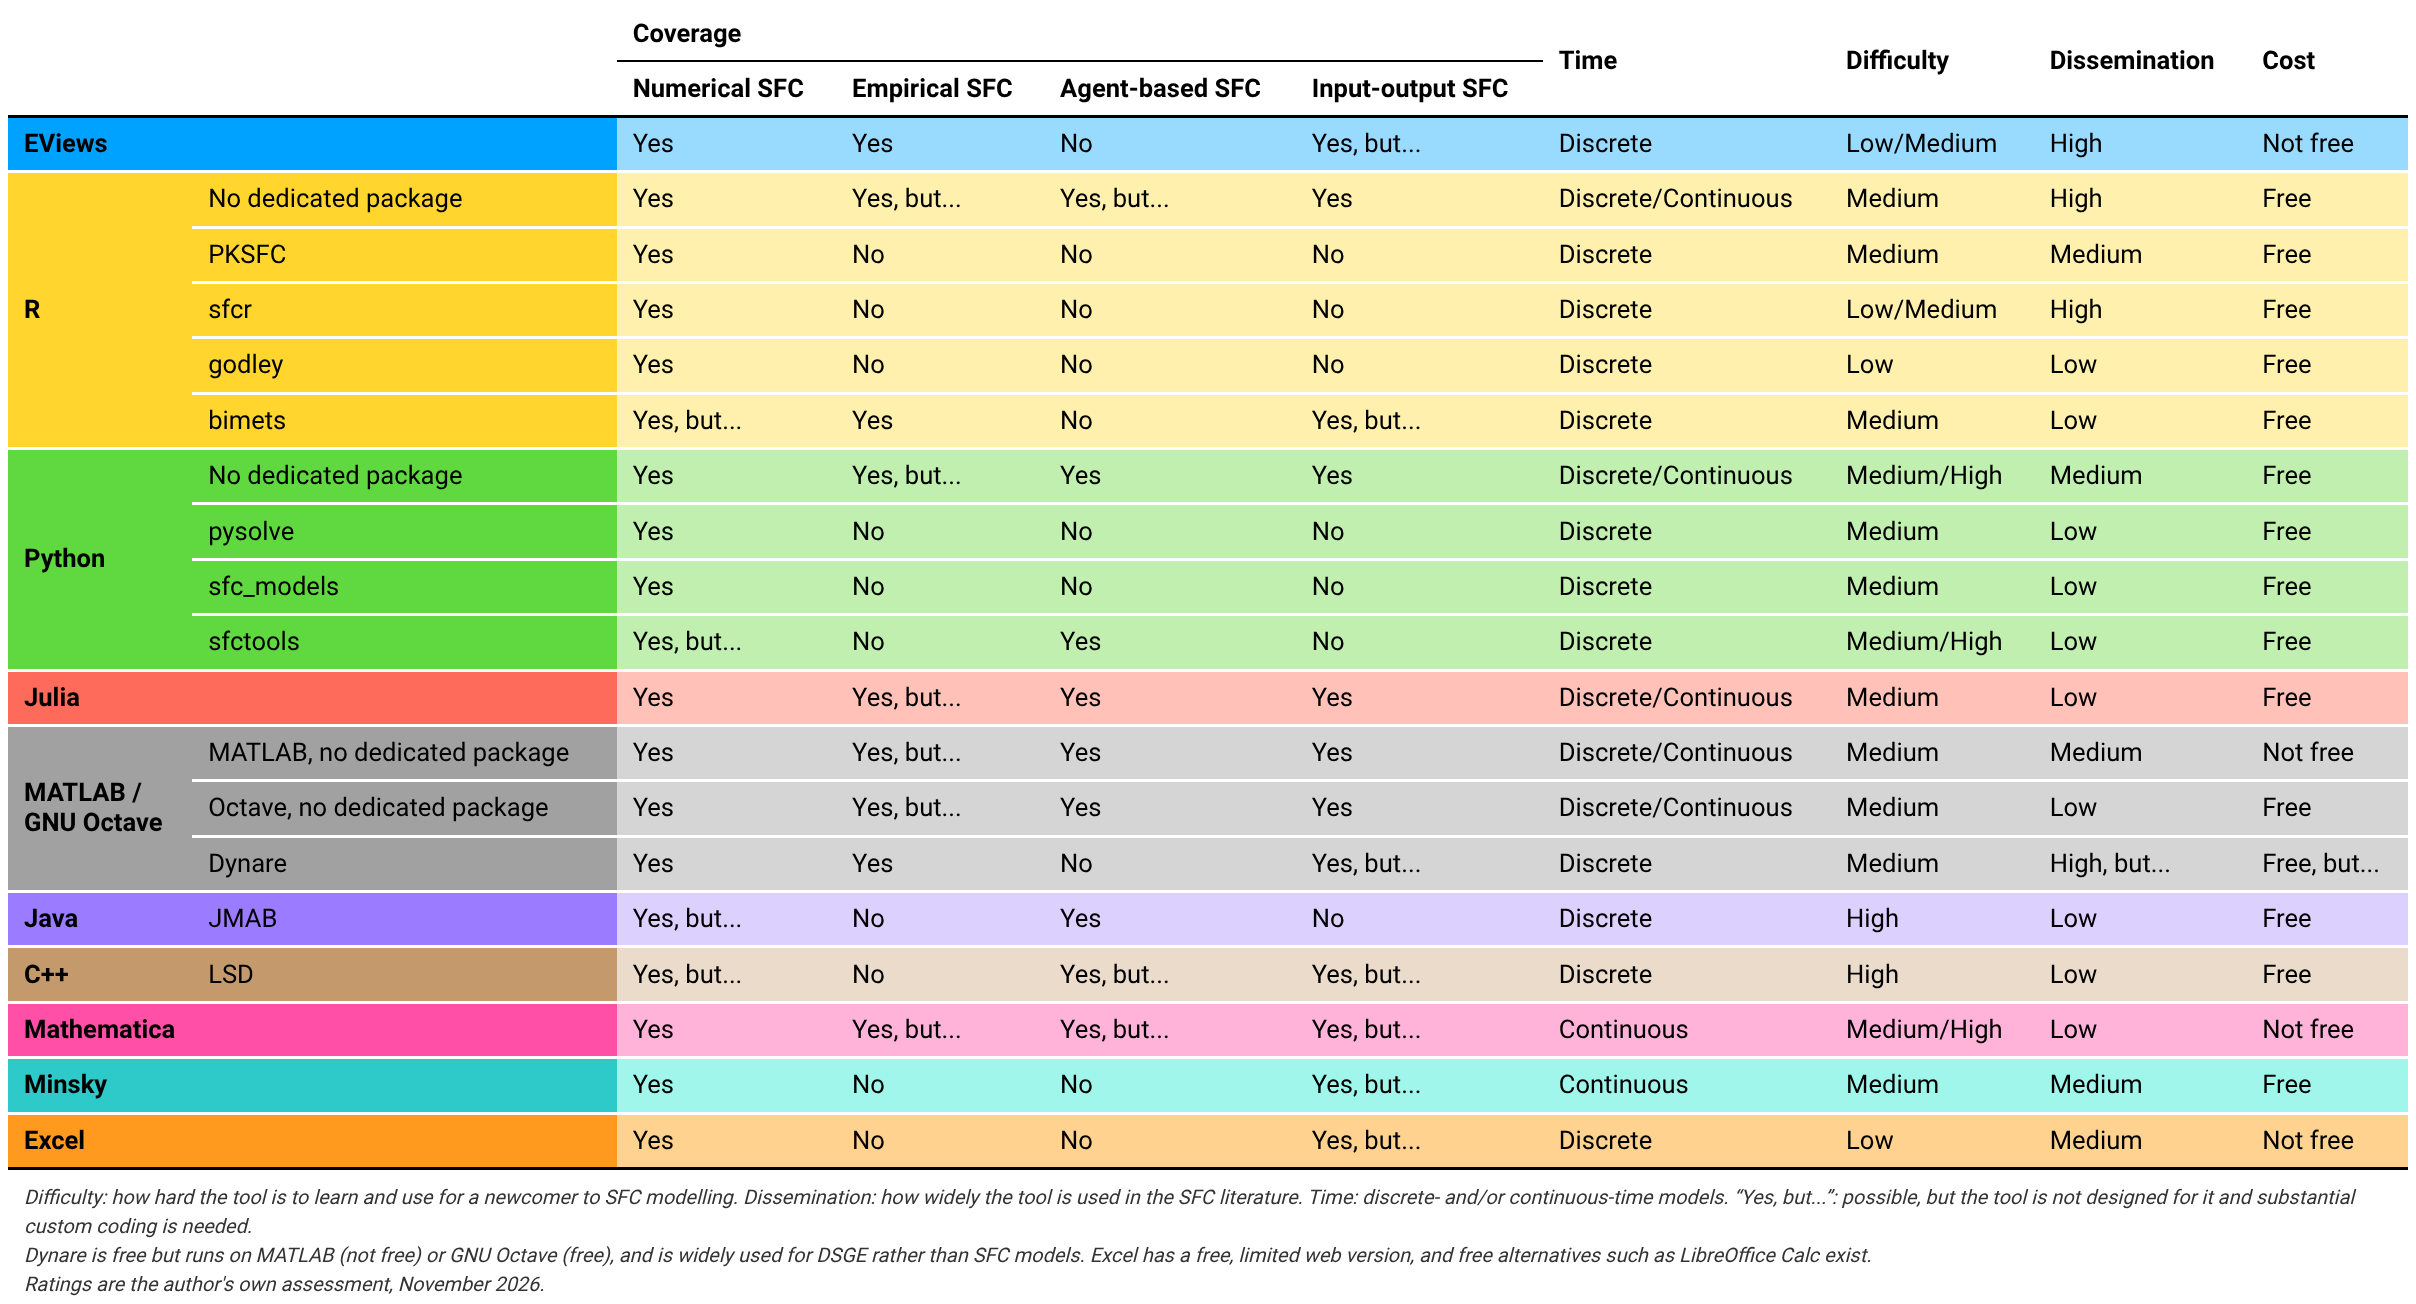 Coverage Time Difficulty Dissemination Cost
Numerical SFC Empirical SFC Agent-based SFC Input-output SFC
EViews Yes Yes No Yes, but... Discrete Low/Medium High Not free
R
No dedicated package Yes Yes, but... Yes, but... Yes Discrete/Continuous Medium High Free
PKSFC Yes No No No Discrete Medium Medium Free
sfcr Yes No No No Discrete Low/Medium High Free
godley Yes No No No Discrete Low Low Free
bimets Yes, but... Yes No Yes, but... Discrete Medium Low Free
Python
No dedicated package Yes Yes, but... Yes Yes Discrete/Continuous Medium/High Medium Free
pysolve Yes No No No Discrete Medium Low Free
sfc_models Yes No No No Discrete Medium Low Free
sfctools Yes, but... No Yes No Discrete Medium/High Low Free
Julia Yes Yes, but... Yes Yes Discrete/Continuous Medium Low Free
MATLAB /
GNU Octave
MATLAB, no dedicated package Yes Yes, but... Yes Yes Discrete/Continuous Medium Medium Not free
Octave, no dedicated package Yes Yes, but... Yes Yes Discrete/Continuous Medium Low Free
Dynare Yes Yes No Yes, but... Discrete Medium High, but... Free, but...
Java JMAB Yes, but... No Yes No Discrete High Low Free
C++ LSD Yes, but... No Yes, but... Yes, but... Discrete High Low Free
Mathematica Yes Yes, but... Yes, but... Yes, but... Continuous Medium/High Low Not free
Minsky Yes No No Yes, but... Continuous Medium Medium Free
Excel Yes No No Yes, but... Discrete Low Medium Not free
Difficulty: how hard the tool is to learn and use for a newcomer to SFC modelling. Dissemination: how widely the tool is used in the SFC literature. Time: discrete- and/or continuous-time models. “Yes, but...”: possible, but the tool is not designed for it and substantial
custom coding is needed.
Dynare is free but runs on MATLAB (not free) or GNU Octave (free), and is widely used for DSGE rather than SFC models. Excel has a free, limited web version, and free alternatives such as LibreOffice Calc exist.
Ratings are the author's own assessment, November 2026.